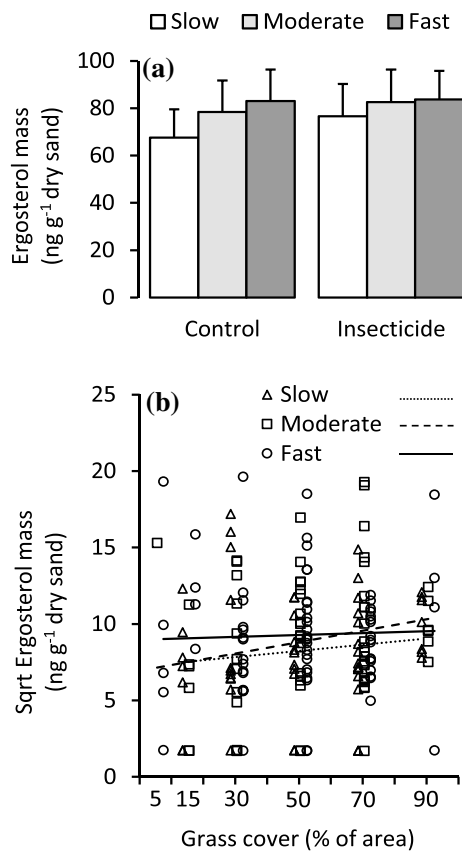 Slow Moderate Fast
(a)
100
80
60
40
20
0
Ergosterol mass
(ng g⁻¹ dry sand)
Control Insecticide
(b)
Slow
Moderate
Fast
25
20
15
10
5
0
Sqrt Ergosterol mass
(ng g⁻¹ dry sand)
5 15 30 50 70 90
Grass cover (% of area)